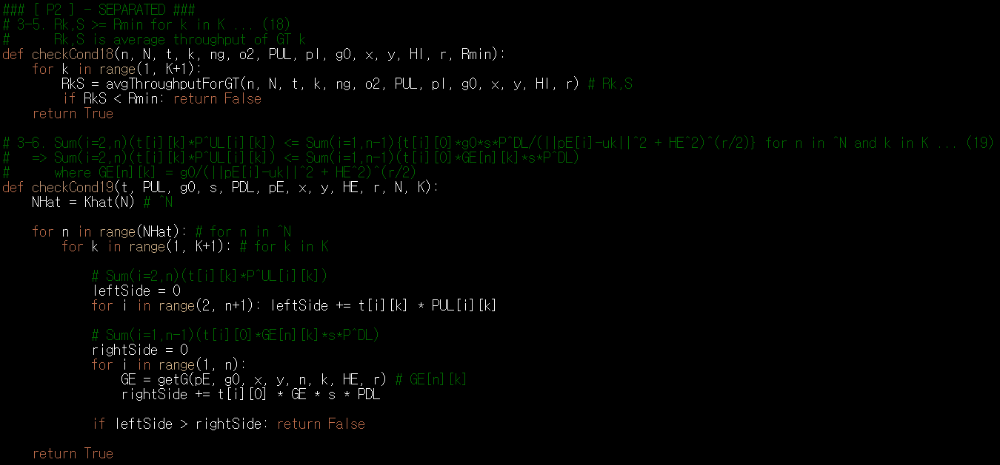 ### [ P2 ] - SEPARATED ###
# 3-5. Rk,S >= Rmin for k in K ... (18)
#      Rk,S is average throughput of GT k
def checkCond18(n, N, t, k, ng, o2, PUL, pI, g0, x, y, HI, r, Rmin):
    for k in range(1, K+1):
        RkS = avgThroughputForGT(n, N, t, k, ng, o2, PUL, pI, g0, x, y, HI, r) # Rk,S
        if RkS < Rmin: return False
    return True
# 3-6. Sum(i=2,n)(t[i][k]*P^UL[i][k]) <= Sum(i=1,n-1){t[i][0]*g0*s*P^DL/(||pE[i]-uk||^2 + HE^2)^(r/2)} for n in ^N and k in K ... (19)
#   => Sum(i=2,n)(t[i][k]*P^UL[i][k]) <= Sum(i=1,n-1)(t[i][0]*GE[n][k]*s*P^DL)
#      where GE[n][k] = g0/(||pE[i]-uk||^2 + HE^2)^(r/2)
def checkCond19(t, PUL, g0, s, PDL, pE, x, y, HE, r, N, K):
    NHat = Khat(N) # ^N
    for n in range(NHat): # for n in ^N
        for k in range(1, K+1): # for k in K
            # Sum(i=2,n)(t[i][k]*P^UL[i][k])
            leftSide = 0
            for i in range(2, n+1): leftSide += t[i][k] * PUL[i][k]
            # Sum(i=1,n-1)(t[i][0]*GE[n][k]*s*P^DL)
            rightSide = 0
            for i in range(1, n):
                GE = getG(pE, g0, x, y, n, k, HE, r) # GE[n][k]
                rightSide += t[i][0] * GE * s * PDL
            if leftSide > rightSide: return False
    return True